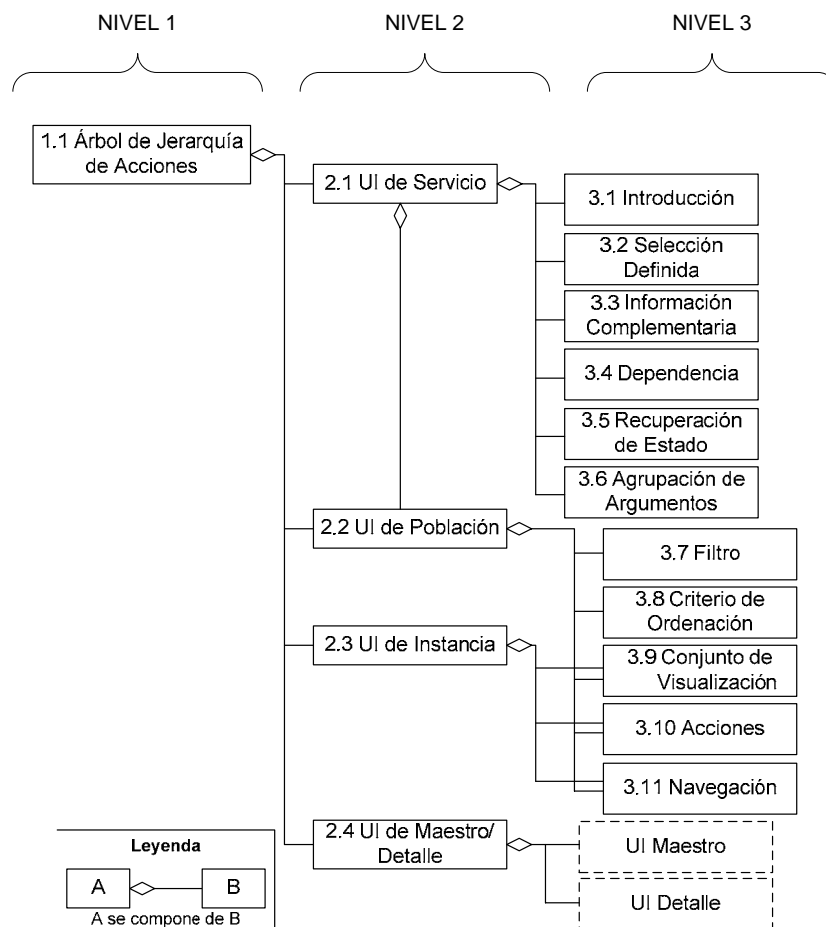 NIVEL 1
NIVEL 2
NIVEL 3
1.1 Árbol de Jerarquía
de Acciones
2.1 UI de Servicio
3.1 Introducción
3.2 Selección
Definida
3.3 Información
Complementaria
3.4 Dependencia
3.5 Recuperación
de Estado
3.6 Agrupación de
Argumentos
2.2 UI de Población
3.7 Filtro
3.8 Criterio de
Ordenación
2.3 UI de Instancia
3.9 Conjunto de
Visualización
3.10 Acciones
3.11 Navegación
2.4 UI de Maestro/
Detalle
UI Maestro
UI Detalle
Leyenda
A
B
A se compone de B